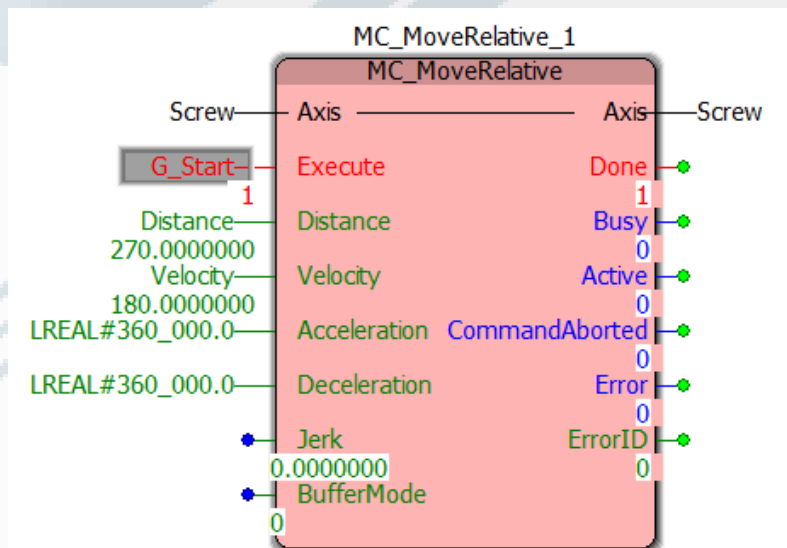 MC_MoveRelative_1
MC_MoveRelative
Screw Axis Axis Screw
G_Start Execute Done
1 1
Distance Distance Busy
270.0000000 0
Velocity Velocity Active
180.0000000 0
LREAL#360_000.0 Acceleration CommandAborted
0
LREAL#360_000.0 Deceleration Error
0
Jerk ErrorID
0.0000000 0
BufferMode
0